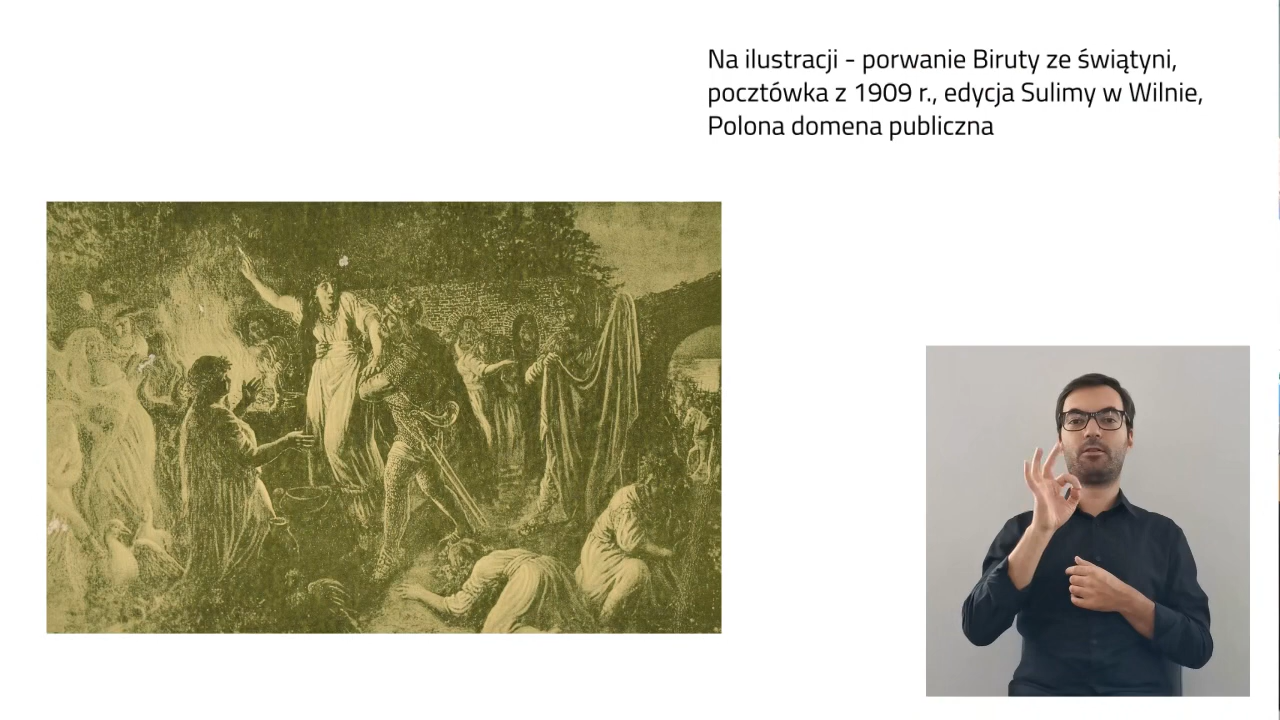 Na ilustracji - porwanie Biruty ze świątyni,
pocztówka z 1909 r., edycja Sulimy w Wilnie,
Polona domena publiczna